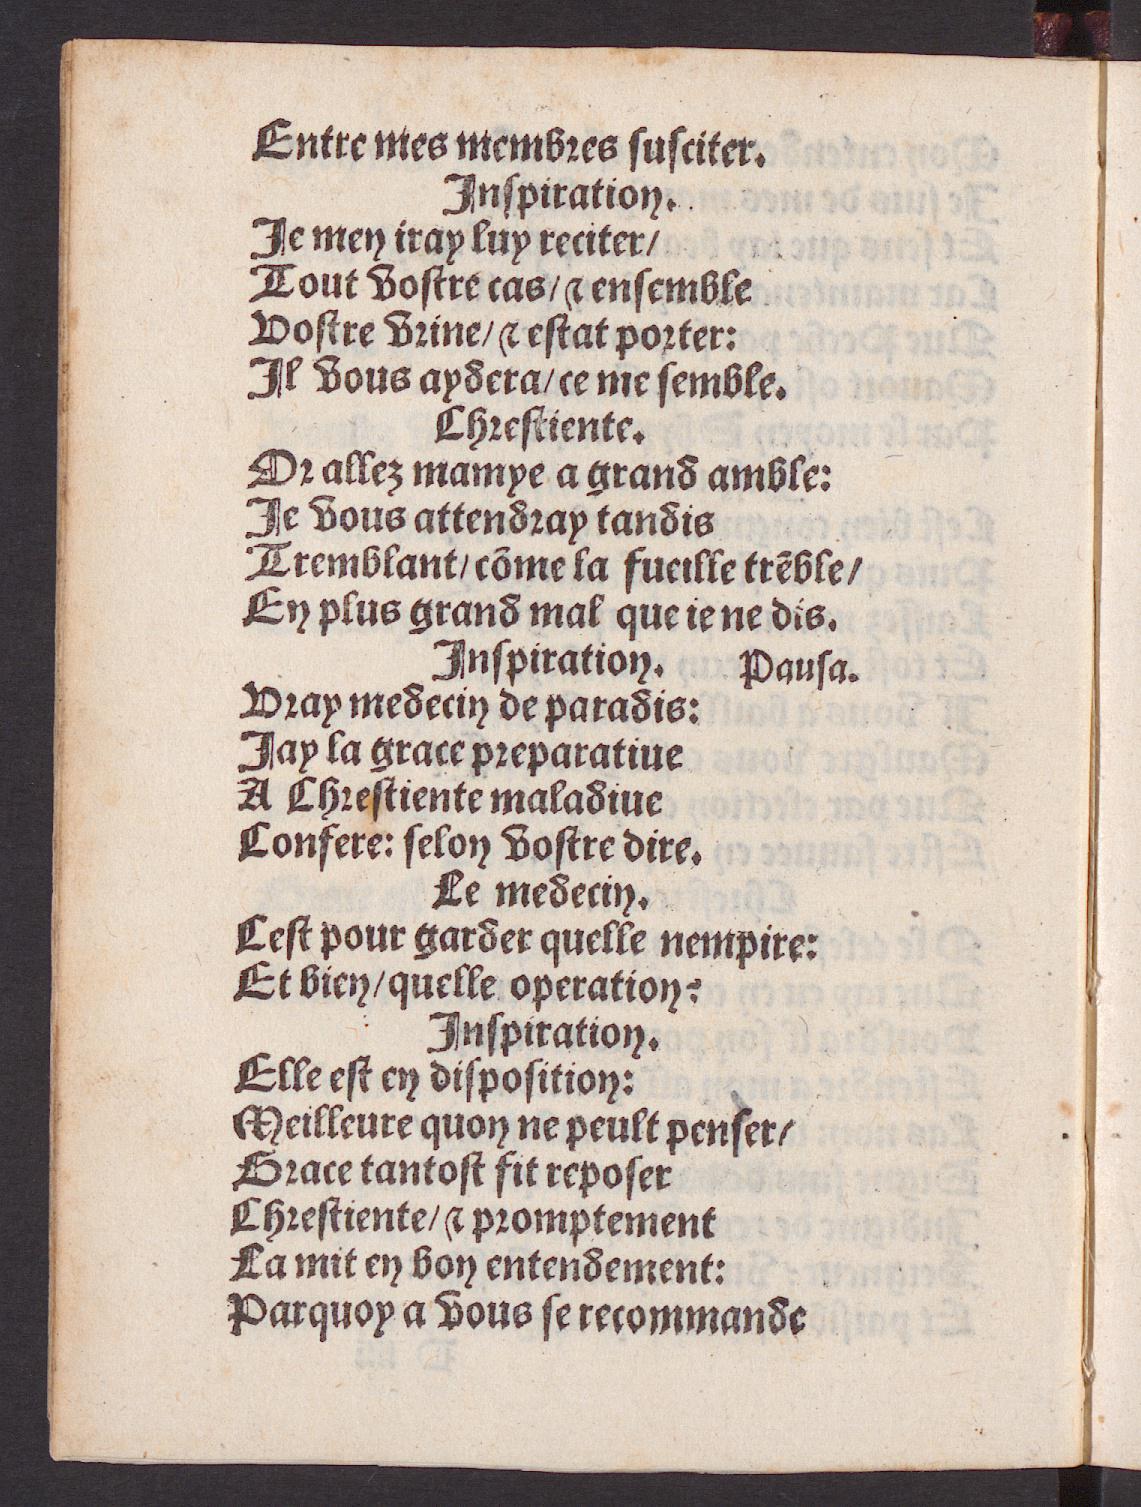 Entre mes membres susciter.
Inspiration.
Je men iray luy reciter/
Tout vostre cas/ & ensemble
Vostre vrine/ & estat porter:
Il vous aydera/ ce me semble.
Chrestiente.
Or allez mamye a grand amble:
Je vous attendray tandis
Tremblant/ cõme la fueille trẽble/
En plus grand mal que ie ne dis.
Inspiration. Pausa.
Vray medecin de paradis:
Jay la grace preparatiue
A Chrestiente maladiue
Confere: selon vostre dire.
Le medecin.
Cest pour garder quelle nempire:
Et bien/ quelle operation?
Inspiration.
Elle est en disposition:
Meilleure quon ne peult penser/
Grace tantost fit reposer
Chrestiente/ & promptement
La mit en bon entendement:
Parquoy a vous se recommande